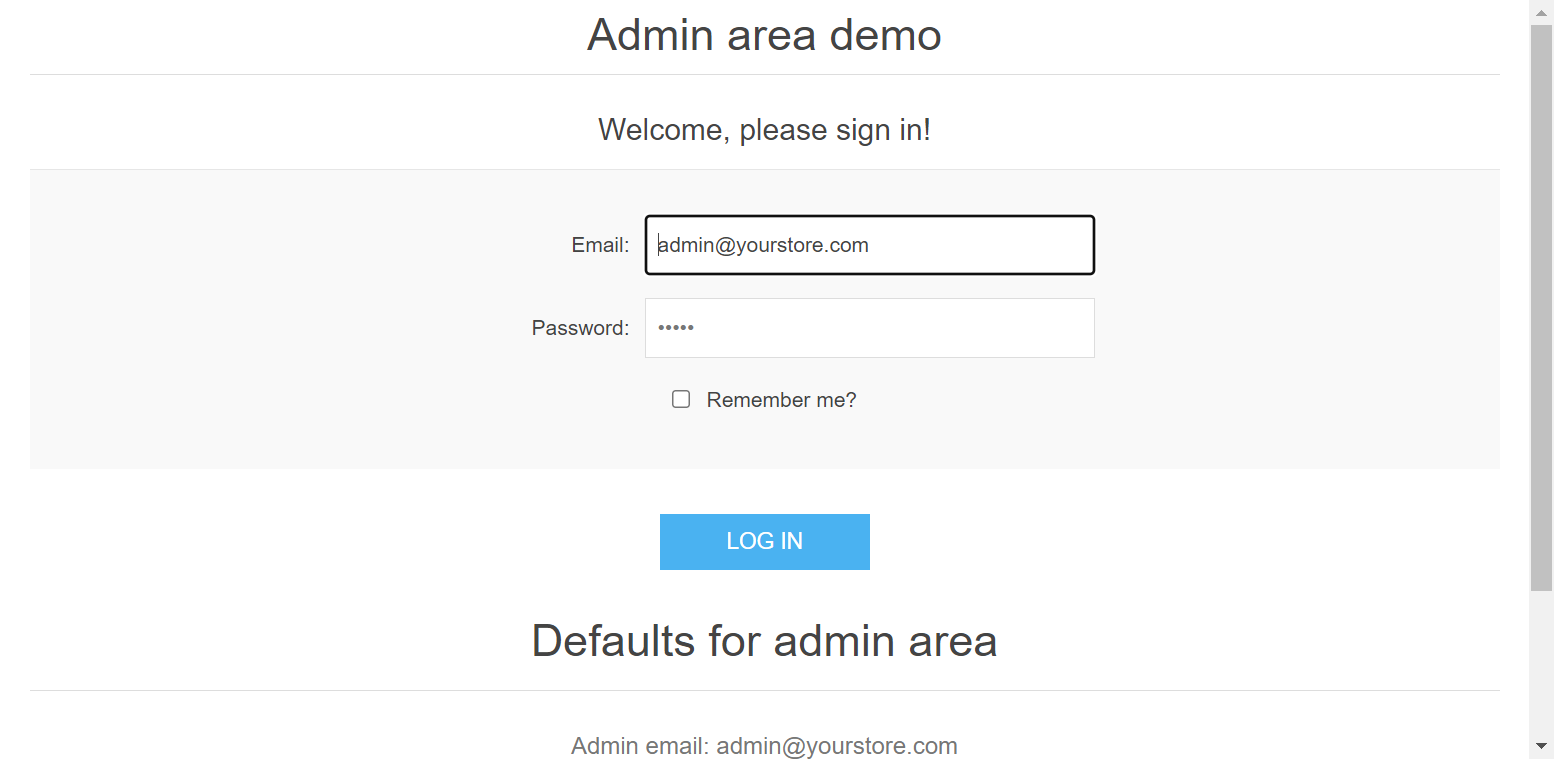 Admin area demo
Welcome, please sign in!
Email: admin@yourstore.com
Password: •••••
Remember me?
LOG IN
Defaults for admin area
Admin email: admin@yourstore.com